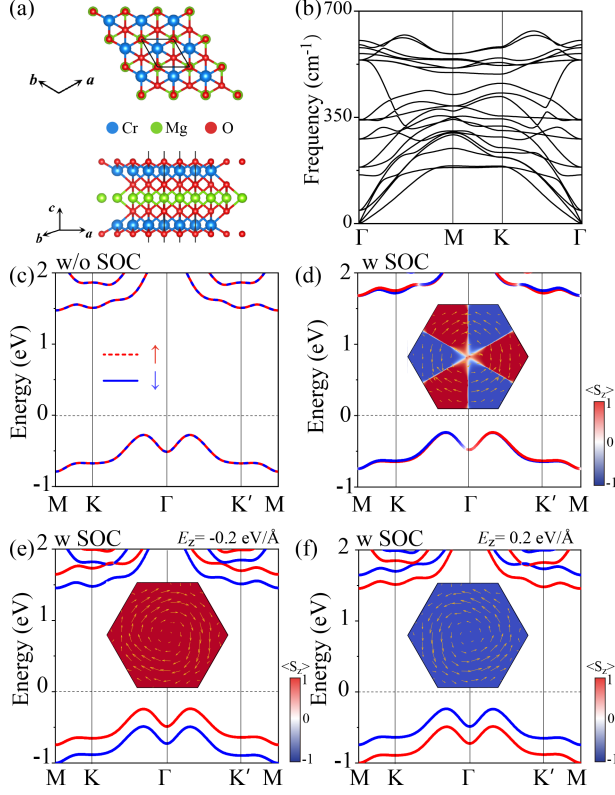 (a)
b
a
Cr Mg O
c
b
a
(b)
Frequency (cm⁻¹)
700
350
0
Γ M K Γ
(c) w/o SOC
Energy (eV)
2
1
0
-1
↑
↓
M K Γ K′ M
(d) w SOC
Energy (eV)
2
1
0
-1
<S_z>
1
0
-1
M K Γ K′ M
(e) w SOC E_z= -0.2 eV/Å
Energy (eV)
2
1
0
-1
<S_z>
1
0
-1
M K Γ K′ M
(f) w SOC E_z= 0.2 eV/Å
Energy (eV)
2
1
0
-1
<S_z>
1
0
-1
M K Γ K′ M